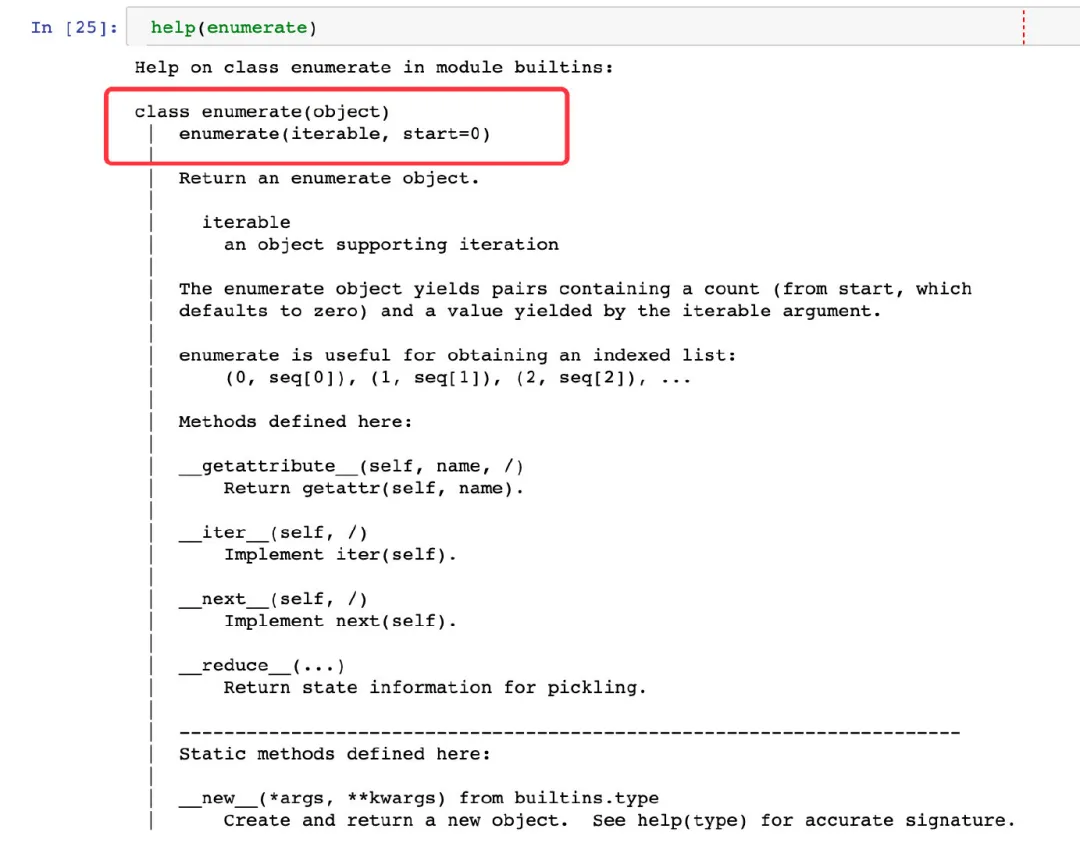 In [25]: help(enumerate)
Help on class enumerate in module builtins:
class enumerate(object)
| enumerate(iterable, start=0)
|
| Return an enumerate object.
|
| iterable
| an object supporting iteration
|
| The enumerate object yields pairs containing a count (from start, which
| defaults to zero) and a value yielded by the iterable argument.
|
| enumerate is useful for obtaining an indexed list:
| (0, seq[0]), (1, seq[1]), (2, seq[2]), ...
|
| Methods defined here:
|
| __getattribute__(self, name, /)
| Return getattr(self, name).
|
| __iter__(self, /)
| Implement iter(self).
|
| __next__(self, /)
| Implement next(self).
|
| __reduce__(...)
| Return state information for pickling.
|
| ----------------------------------------------------------------------
| Static methods defined here:
|
| __new__(*args, **kwargs) from builtins.type
| Create and return a new object.  See help(type) for accurate signature.